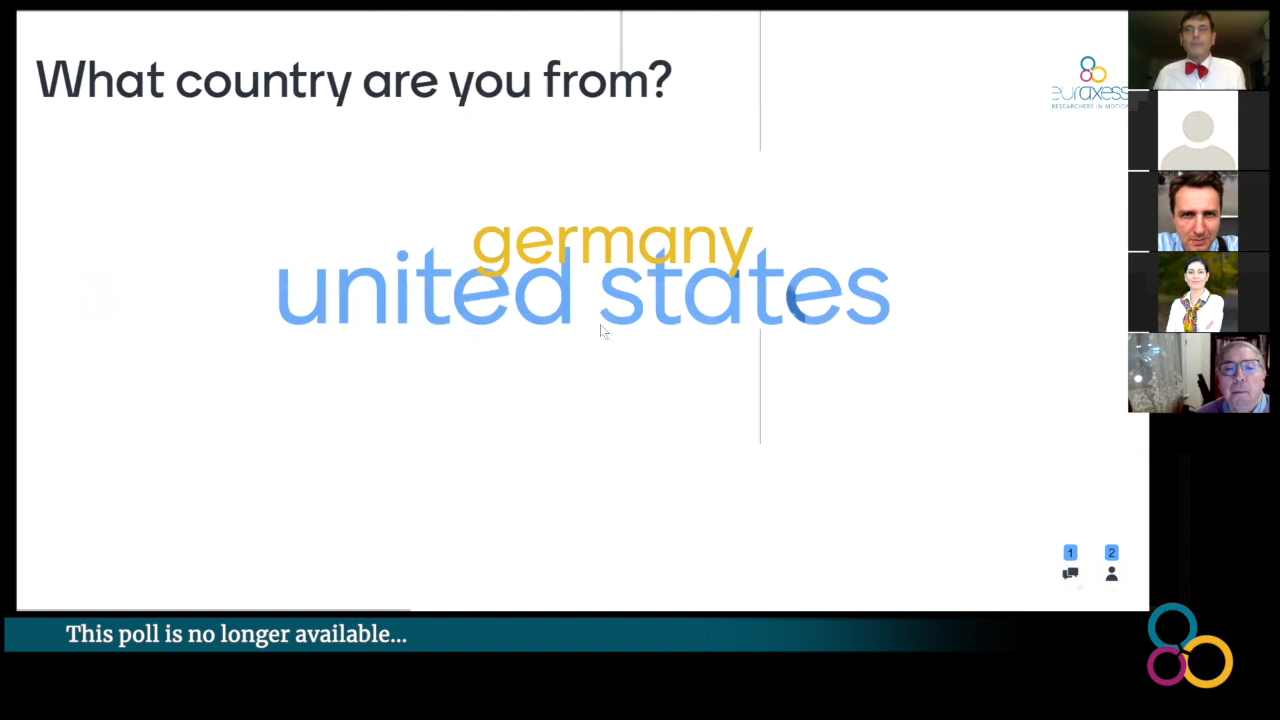 What country are you from?
euraxess
RESEARCHERS IN MOTION
germany
united states
1 2
This poll is no longer available...